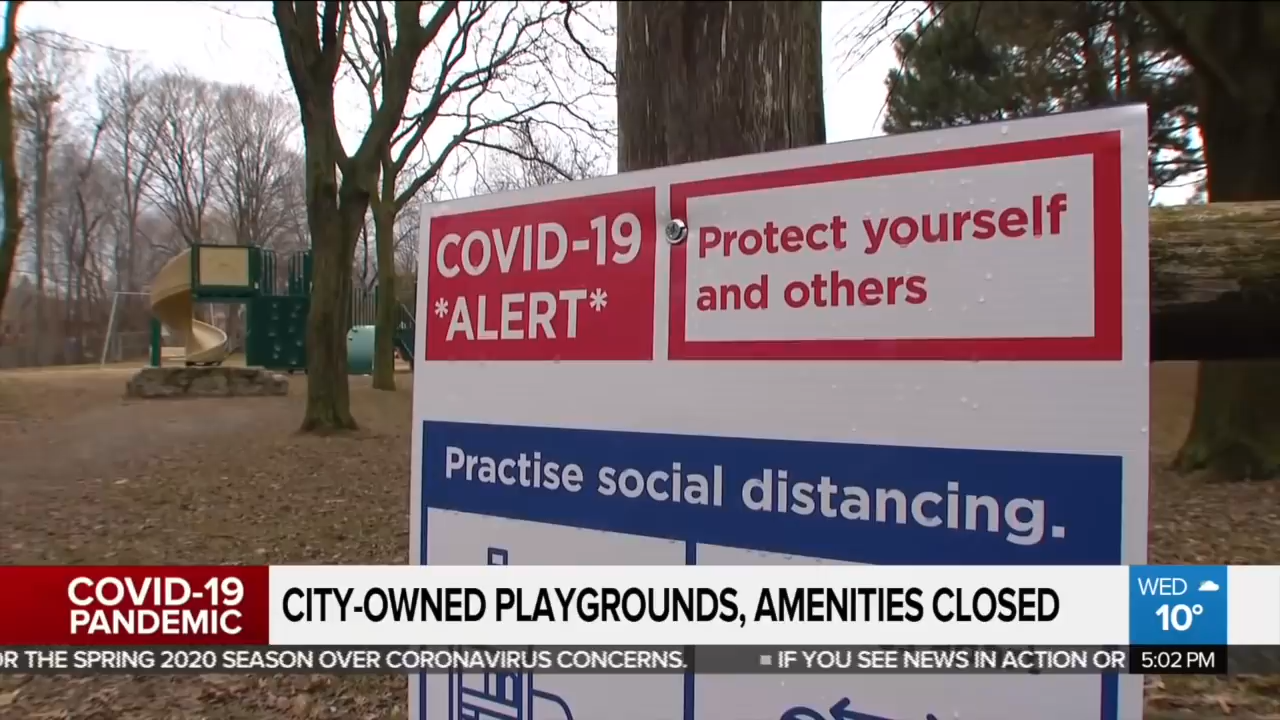 COVID-19
*ALERT*
Protect yourself
and others
Practise social distancing.
COVID-19
PANDEMIC
CITY-OWNED PLAYGROUNDS, AMENITIES CLOSED
WED
10°
R THE SPRING 2020 SEASON OVER CORONAVIRUS CONCERNS. ▪ IF YOU SEE NEWS IN ACTION OR
5:02 PM